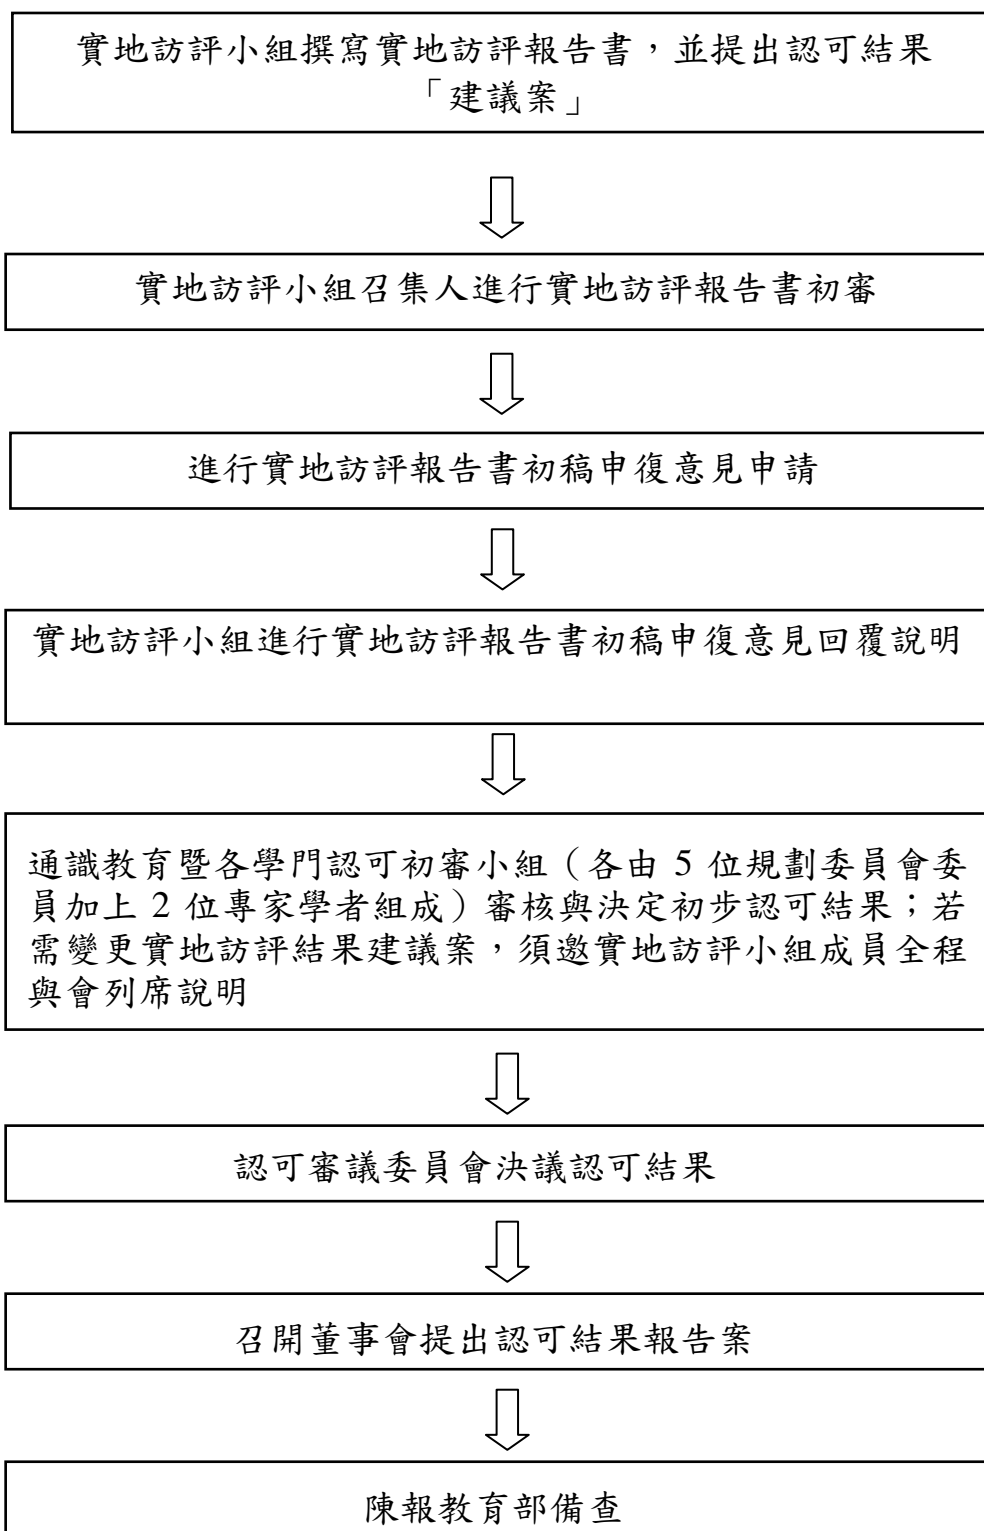 實地訪評小組撰寫實地訪評報告書，並提出認可結果
「建議案」
實地訪評小組召集人進行實地訪評報告書初審
進行實地訪評報告書初稿申復意見申請
實地訪評小組進行實地訪評報告書初稿申復意見回覆說明
通識教育暨各學門認可初審小組（各由 5 位規劃委員會委
員加上 2 位專家學者組成）審核與決定初步認可結果；若
需變更實地訪評結果建議案，須邀實地訪評小組成員全程
與會列席說明
認可審議委員會決議認可結果
召開董事會提出認可結果報告案
陳報教育部備查